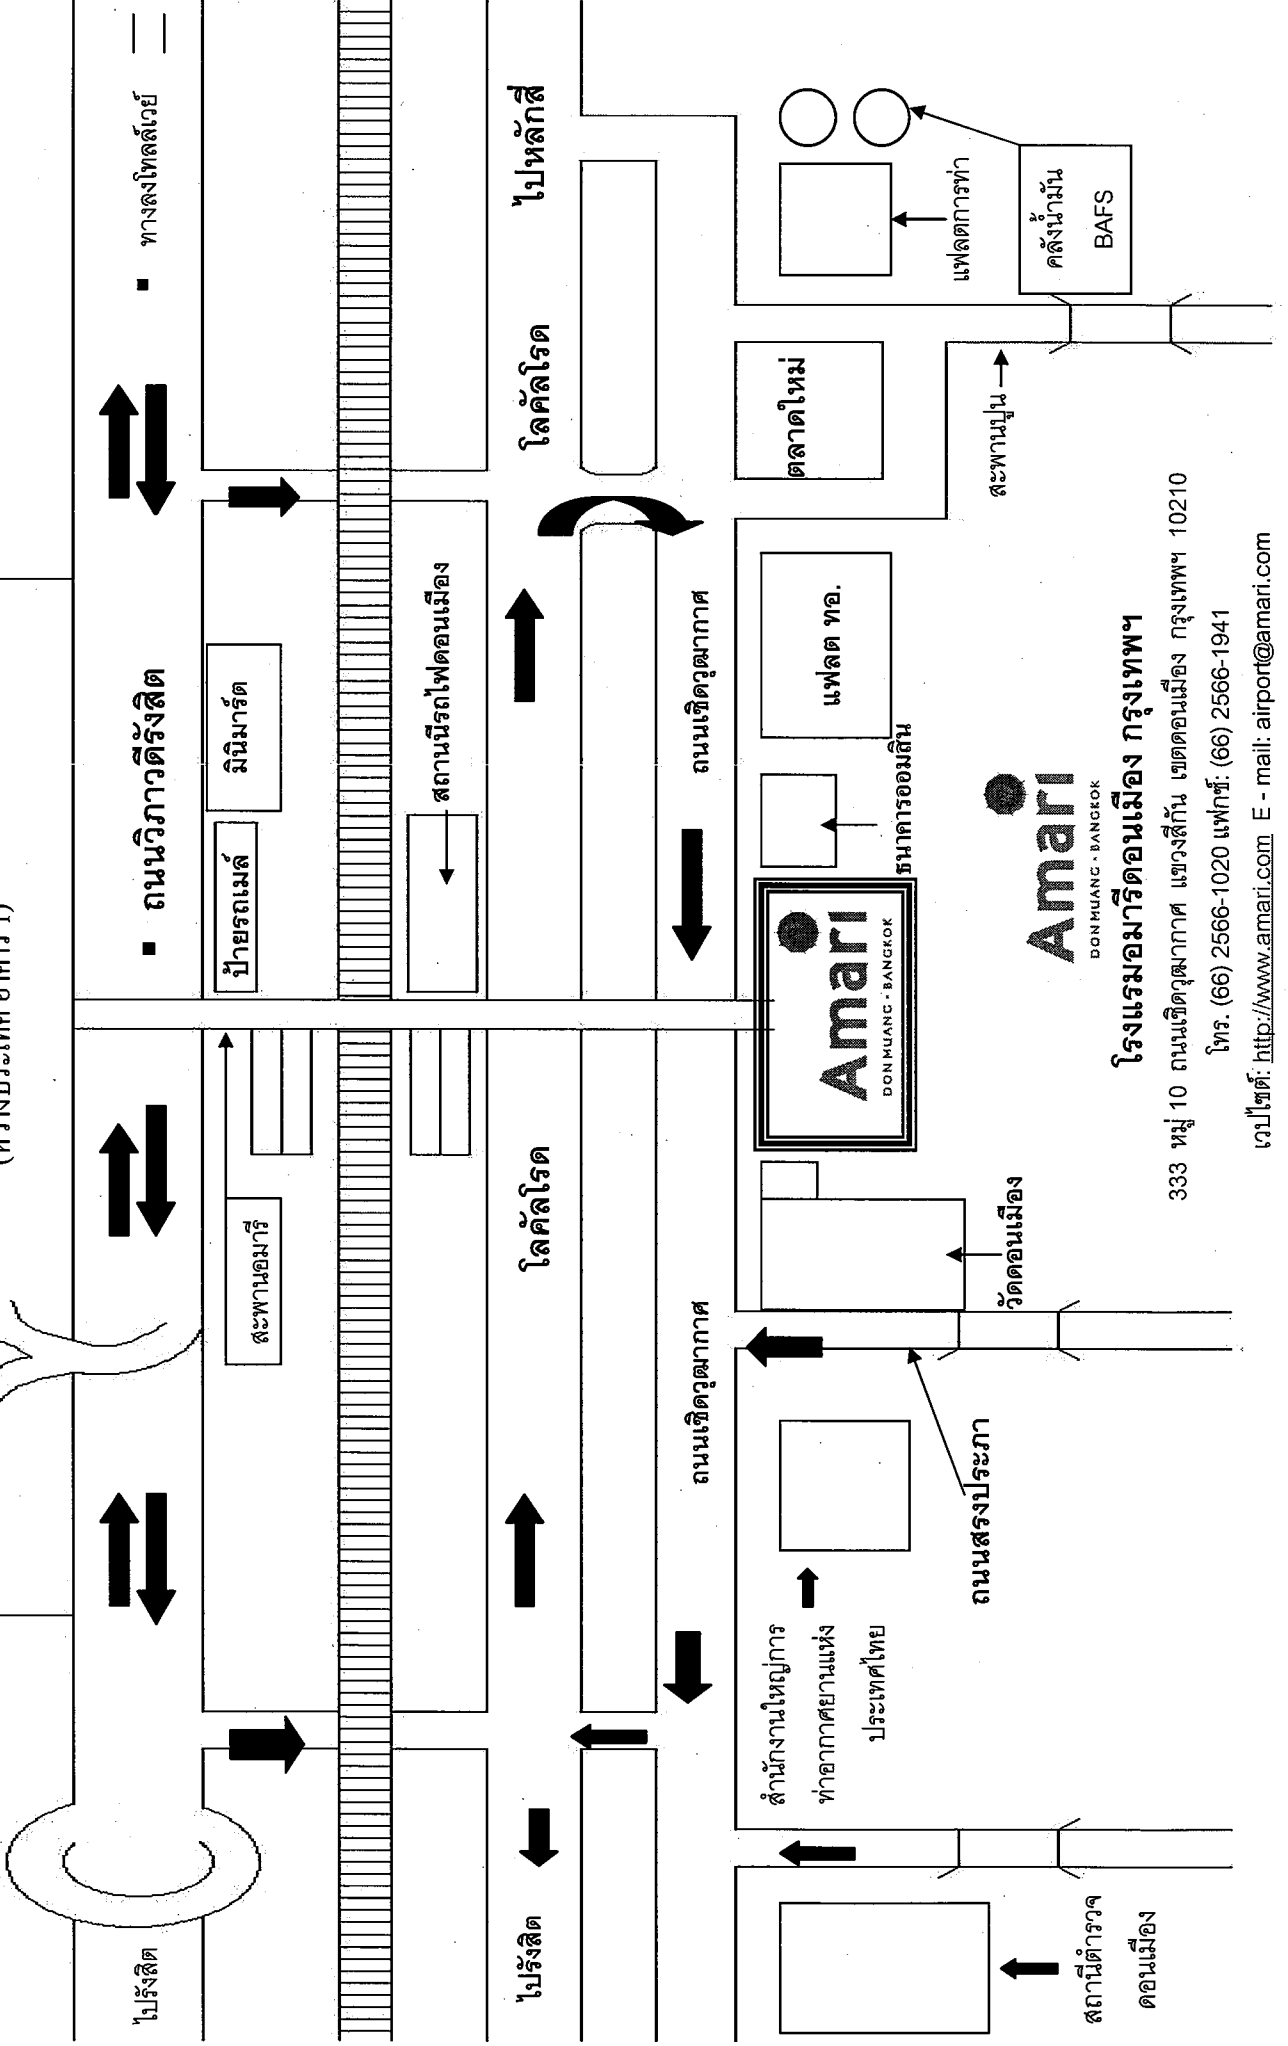 ทางลงโทลล์เวย์
ถนนวิภาวดีรังสิต
ไปรังสิต
มินิมาร์ต
ป้ายรถเมล์
สะพานอมารี
สถานนีรถไฟดอนเมือง
ไปหลักสี่
โลคัลโรด
โลคัลโรด
ไปรังสิต
ถนนเชิดวุฒากาศ
ถนนเชิดวุฒากาศ
แฟลตการท่า
คลังน้ำมัน
BAFS
ตลาดใหม่
สะพานปูน
แฟลต ทอ.
ธนาคารออมสิน
Amari
DON MUANG • BANGKOK
วัดดอนเมือง
ถนนสรงประภา
สำนักงานใหญ่การ
ท่าอากาศยานแห่ง
ประเทศไทย
สถานีตำรวจ
ดอนเมือง
Amari
DON MUANG • BANGKOK
โรงแรมอมารีดอนเมือง กรุงเทพฯ
333 หมู่ 10 ถนนเชิดวุฒากาศ แขวงสีกัน เขตดอนเมือง กรุงเทพฯ 10210
โทร. (66) 2566-1020 แฟกซ์: (66) 2566-1941
เวปไซต์: http://www.amari.com E - mail: airport@amari.com